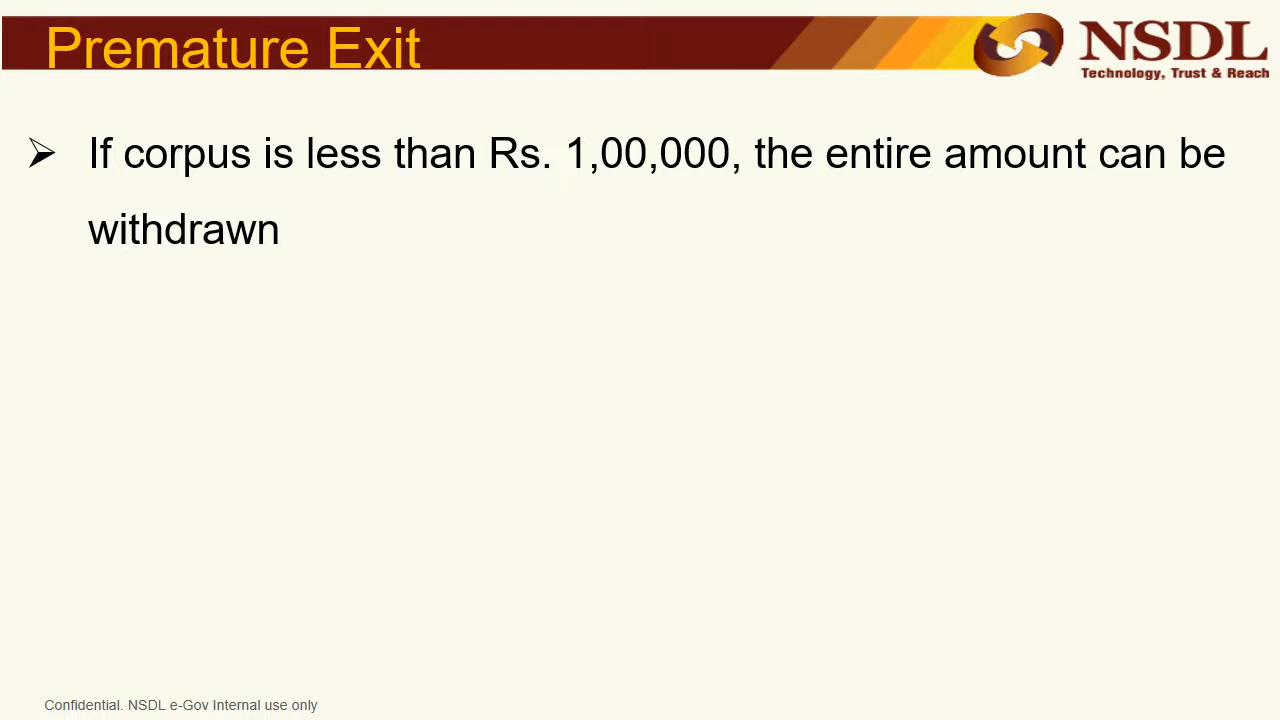 Premature Exit
NSDL
Technology, Trust & Reach
➢ If corpus is less than Rs. 1,00,000, the entire amount can be
withdrawn
Confidential. NSDL e-Gov Internal use only